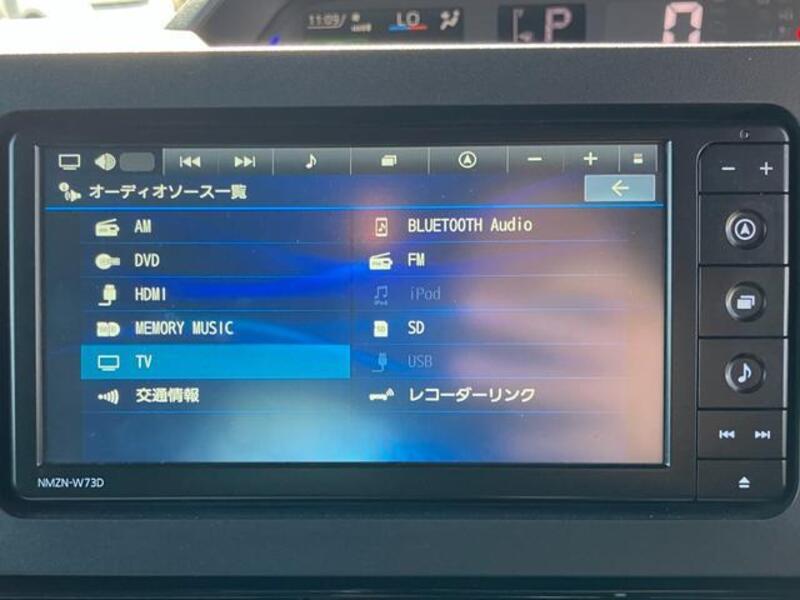 11:09
LO
P
0
オーディオソース一覧
AM
BLUETOOTH Audio
DVD
FM
HDMI
iPod
MEMORY MUSIC
SD
TV
USB
交通情報
レコーダーリンク
NMZN-W73D